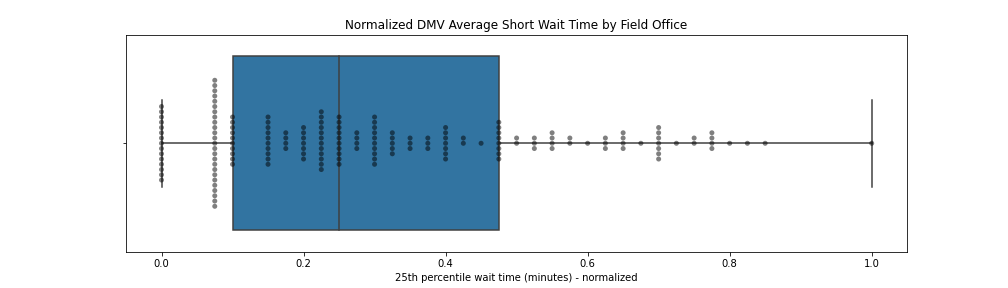 Normalized DMV Average Short Wait Time by Field Office
0.0 0.2 0.4 0.6 0.8 1.0
25th percentile wait time (minutes) - normalized